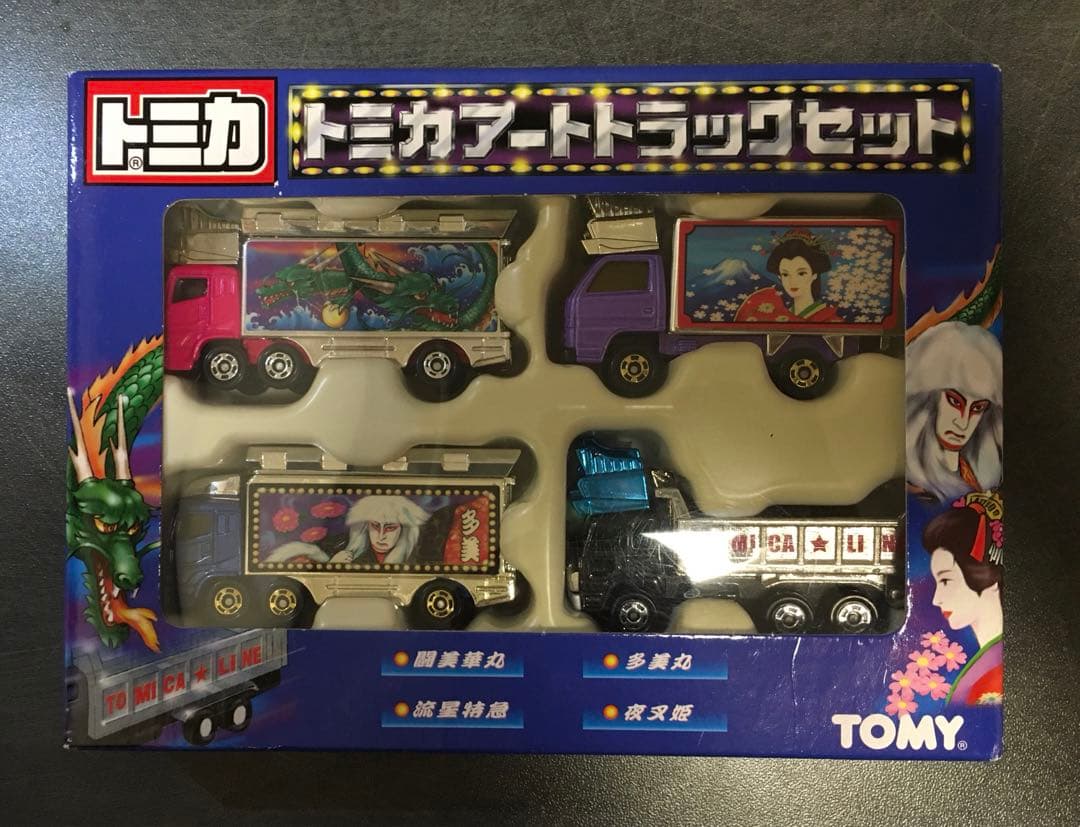 トミカ®
トミカアートトラックセット
多美
MI CA ★ LI N
闘美華丸
多美丸
流星特急
夜叉姫
TO MI CA ★ LI NE
TOMY®